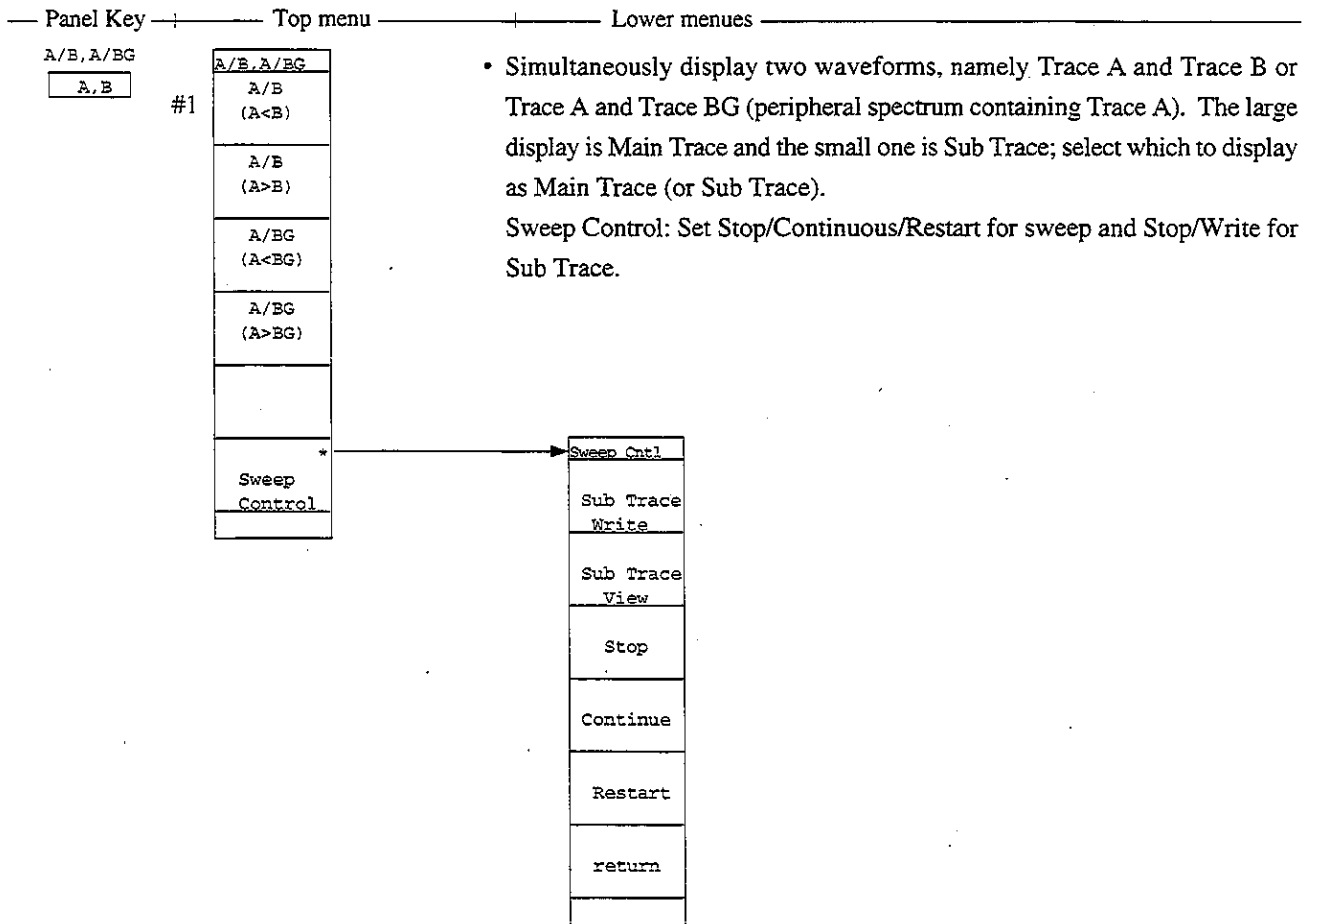 Panel Key Top menu Lower menues
A/B,A/BG
A,B
#1
A/B,A/BG
A/B
(A<B)
A/B
(A>B)
A/BG
(A<BG)
A/BG
(A>BG)
*
Sweep
Control
• Simultaneously display two waveforms, namely Trace A and Trace B or
Trace A and Trace BG (peripheral spectrum containing Trace A). The large
display is Main Trace and the small one is Sub Trace; select which to display
as Main Trace (or Sub Trace).
Sweep Control: Set Stop/Continuous/Restart for sweep and Stop/Write for
Sub Trace.
Sweep Cntl
Sub Trace
Write
Sub Trace
View
Stop
Continue
Restart
return